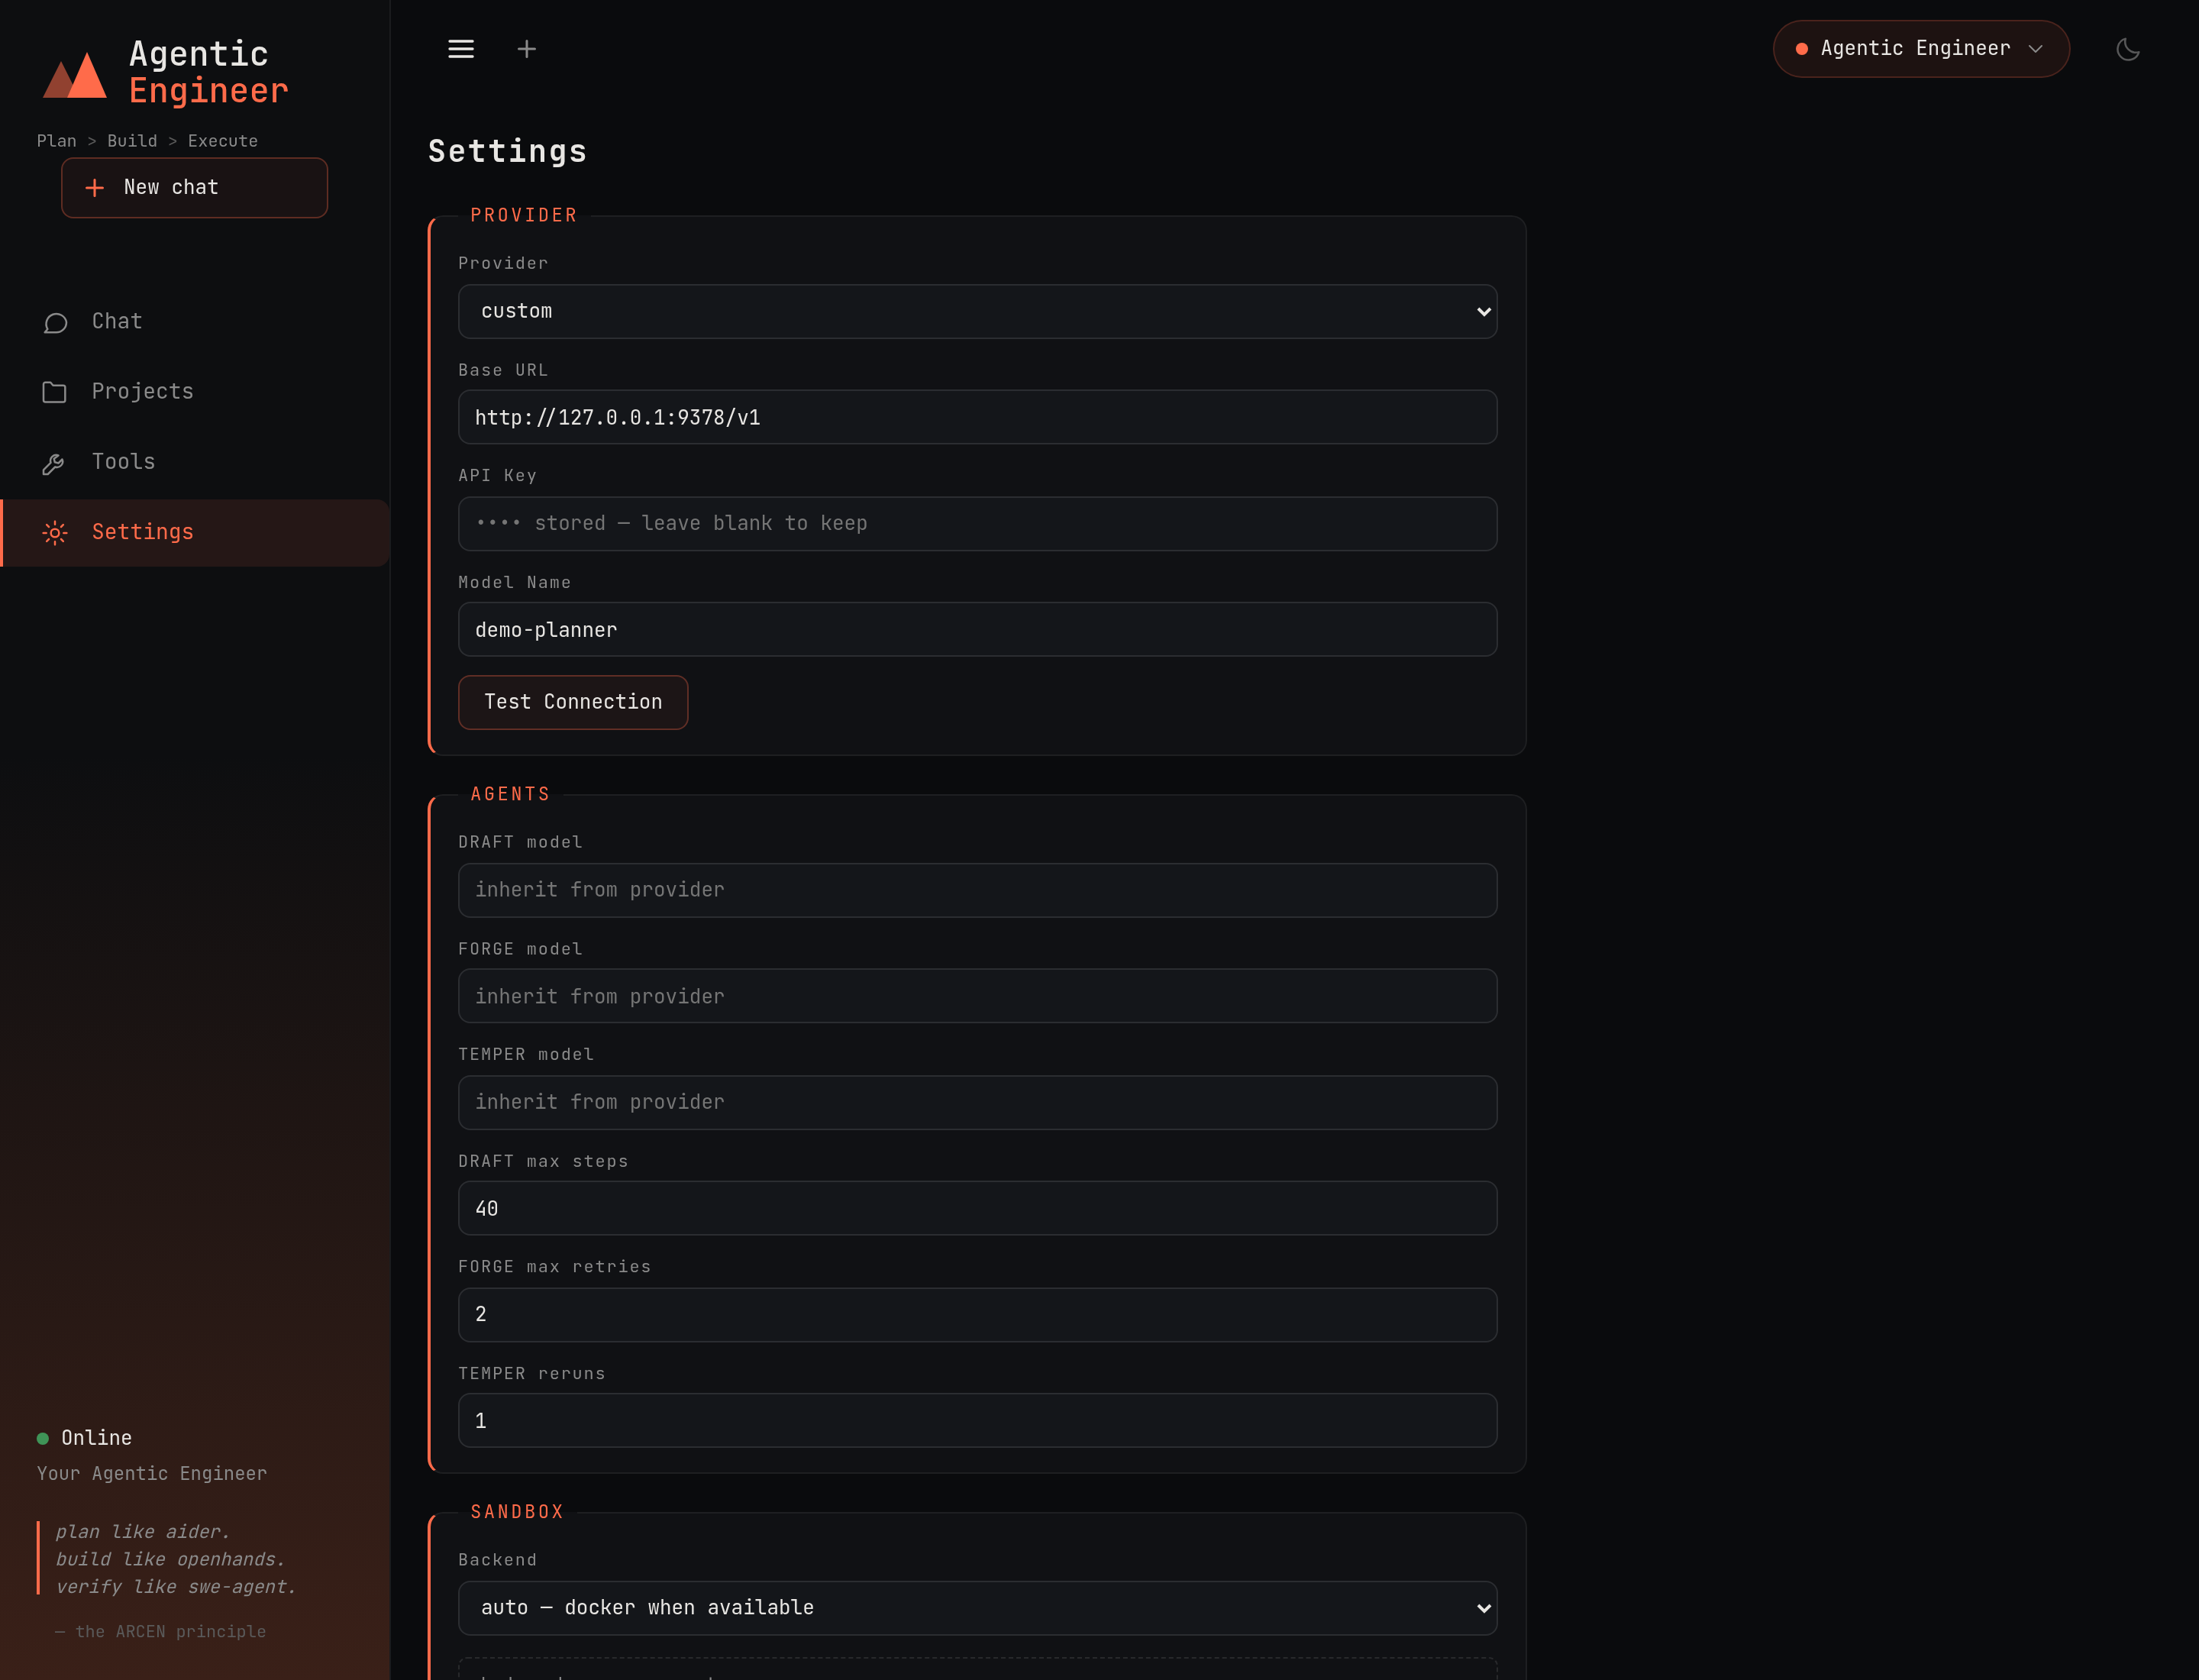 Agentic
Engineer
Plan > Build > Execute
New chat
Chat
Projects
Tools
Settings
Online
Your Agentic Engineer
plan like aider.
build like openhands.
verify like swe-agent.
— the ARCEN principle
Agentic Engineer
Settings
PROVIDER
Provider
custom
Base URL
http://127.0.0.1:9378/v1
API Key
•••• stored — leave blank to keep
Model Name
demo-planner
Test Connection
AGENTS
DRAFT model
inherit from provider
FORGE model
inherit from provider
TEMPER model
inherit from provider
DRAFT max steps
40
FORGE max retries
2
TEMPER reruns
1
SANDBOX
Backend
auto — docker when available